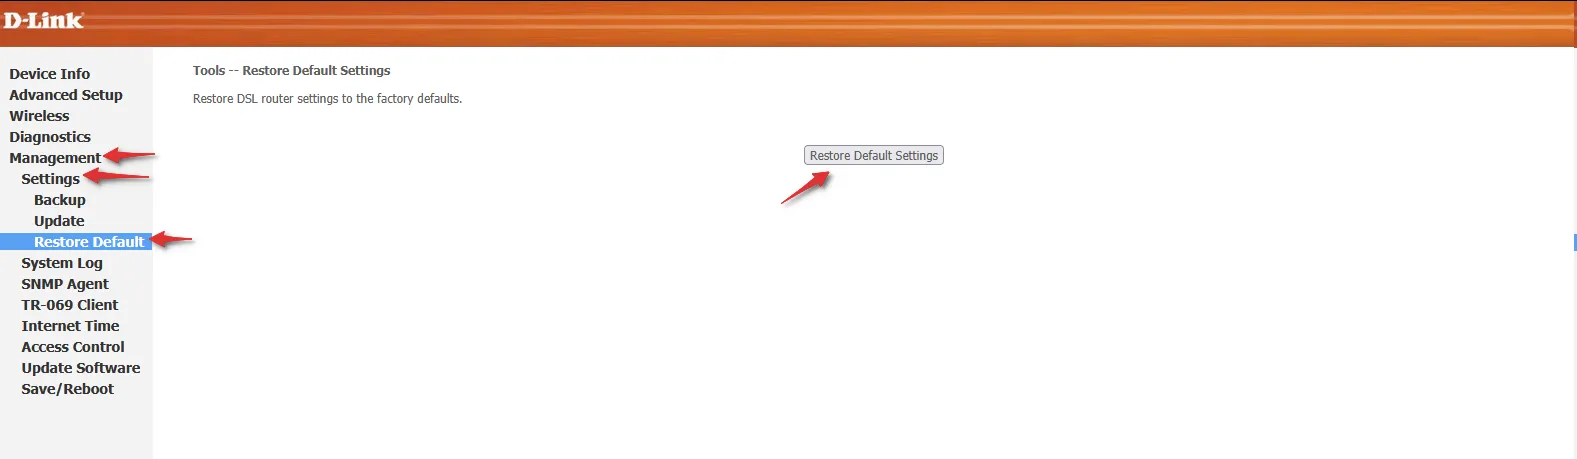 D-Link
Device Info
Advanced Setup
Wireless
Diagnostics
Management
Settings
Backup
Update
Restore Default
System Log
SNMP Agent
TR-069 Client
Internet Time
Access Control
Update Software
Save/Reboot
Tools -- Restore Default Settings
Restore DSL router settings to the factory defaults.
Restore Default Settings